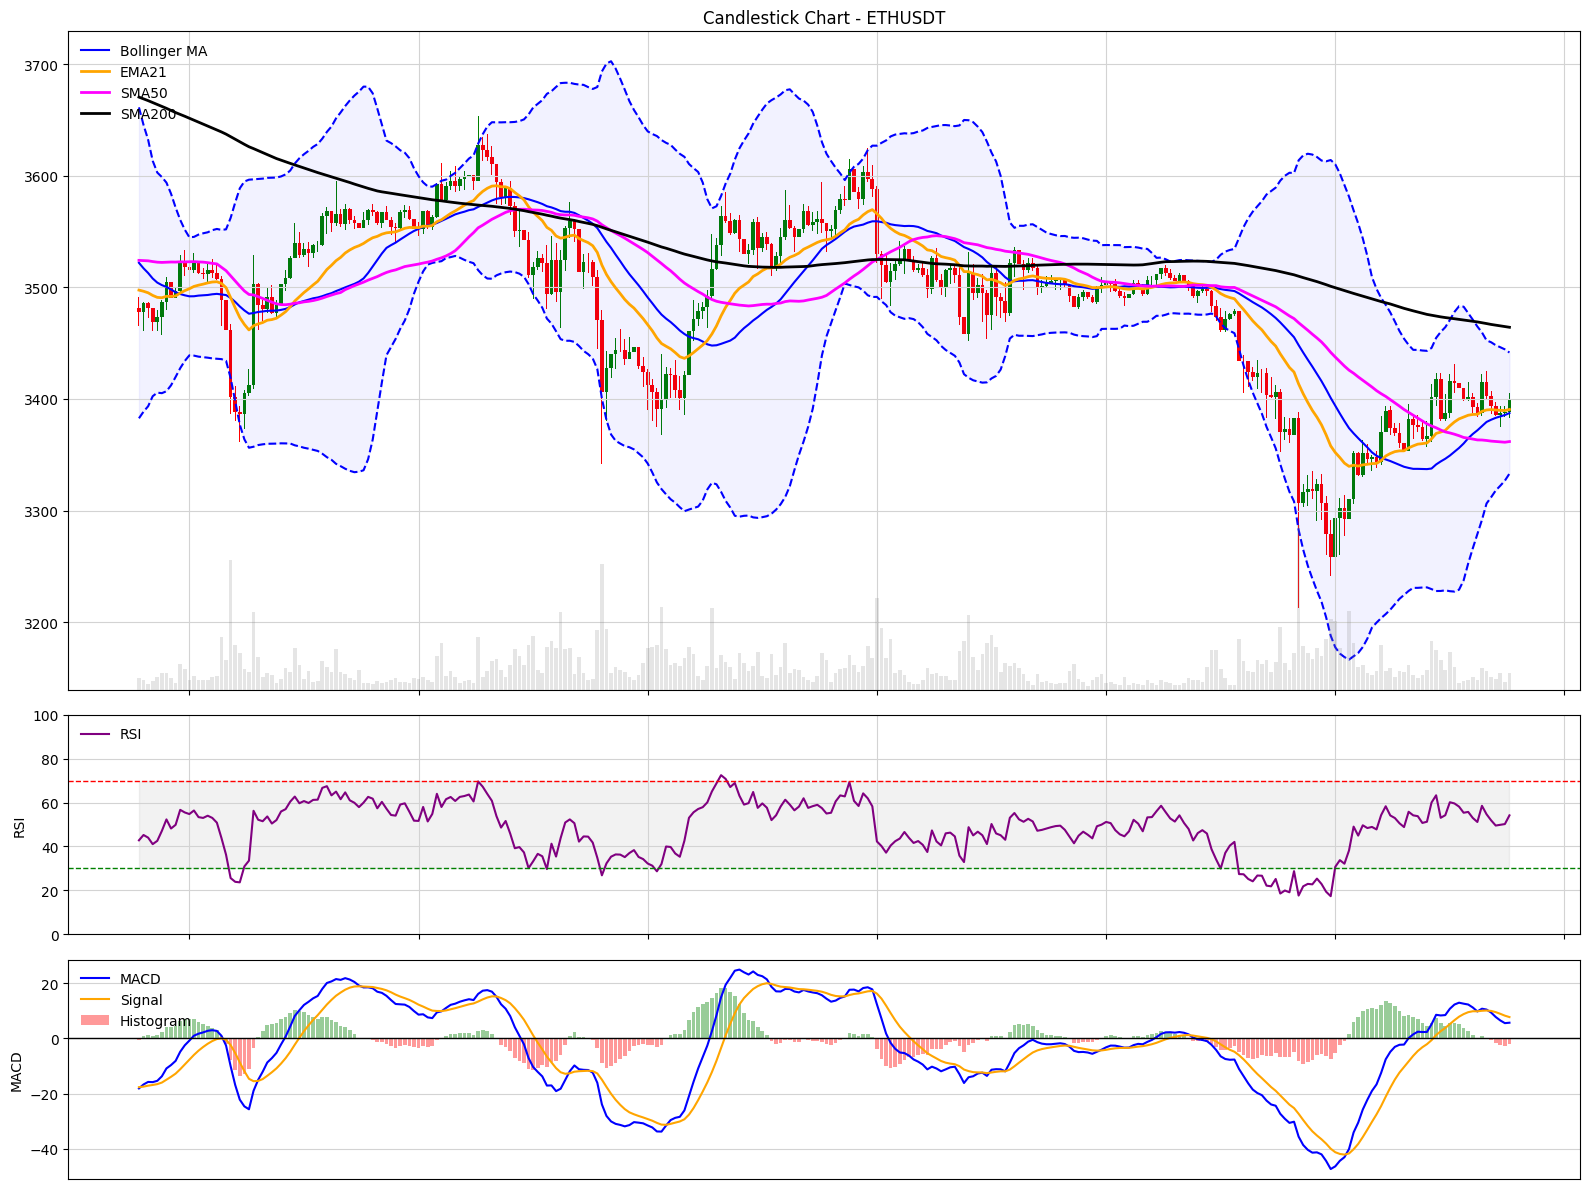 Candlestick Chart - ETHUSDT
Bollinger MA
EMA21
SMA50
SMA200
3700
3600
3500
3400
3300
3200
RSI
100
80
60
40
20
0
RSI
MACD
Signal
Histogram
20
0
−20
−40
MACD